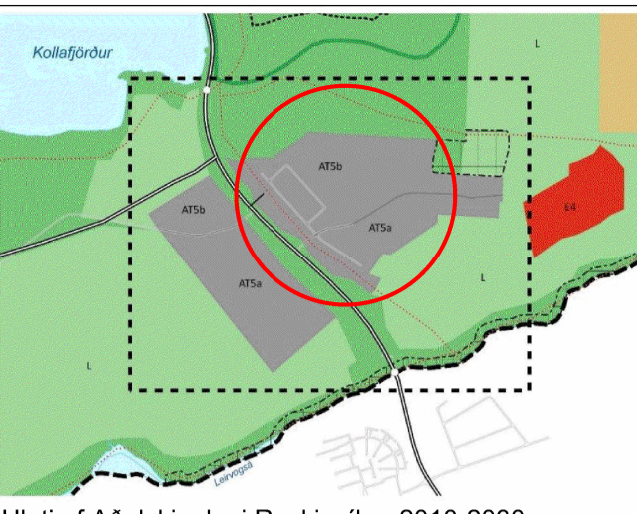 Kollafjörður
L
AT5b
AT5b
AT5a
E4
L
AT5a
L
Leirvogsá